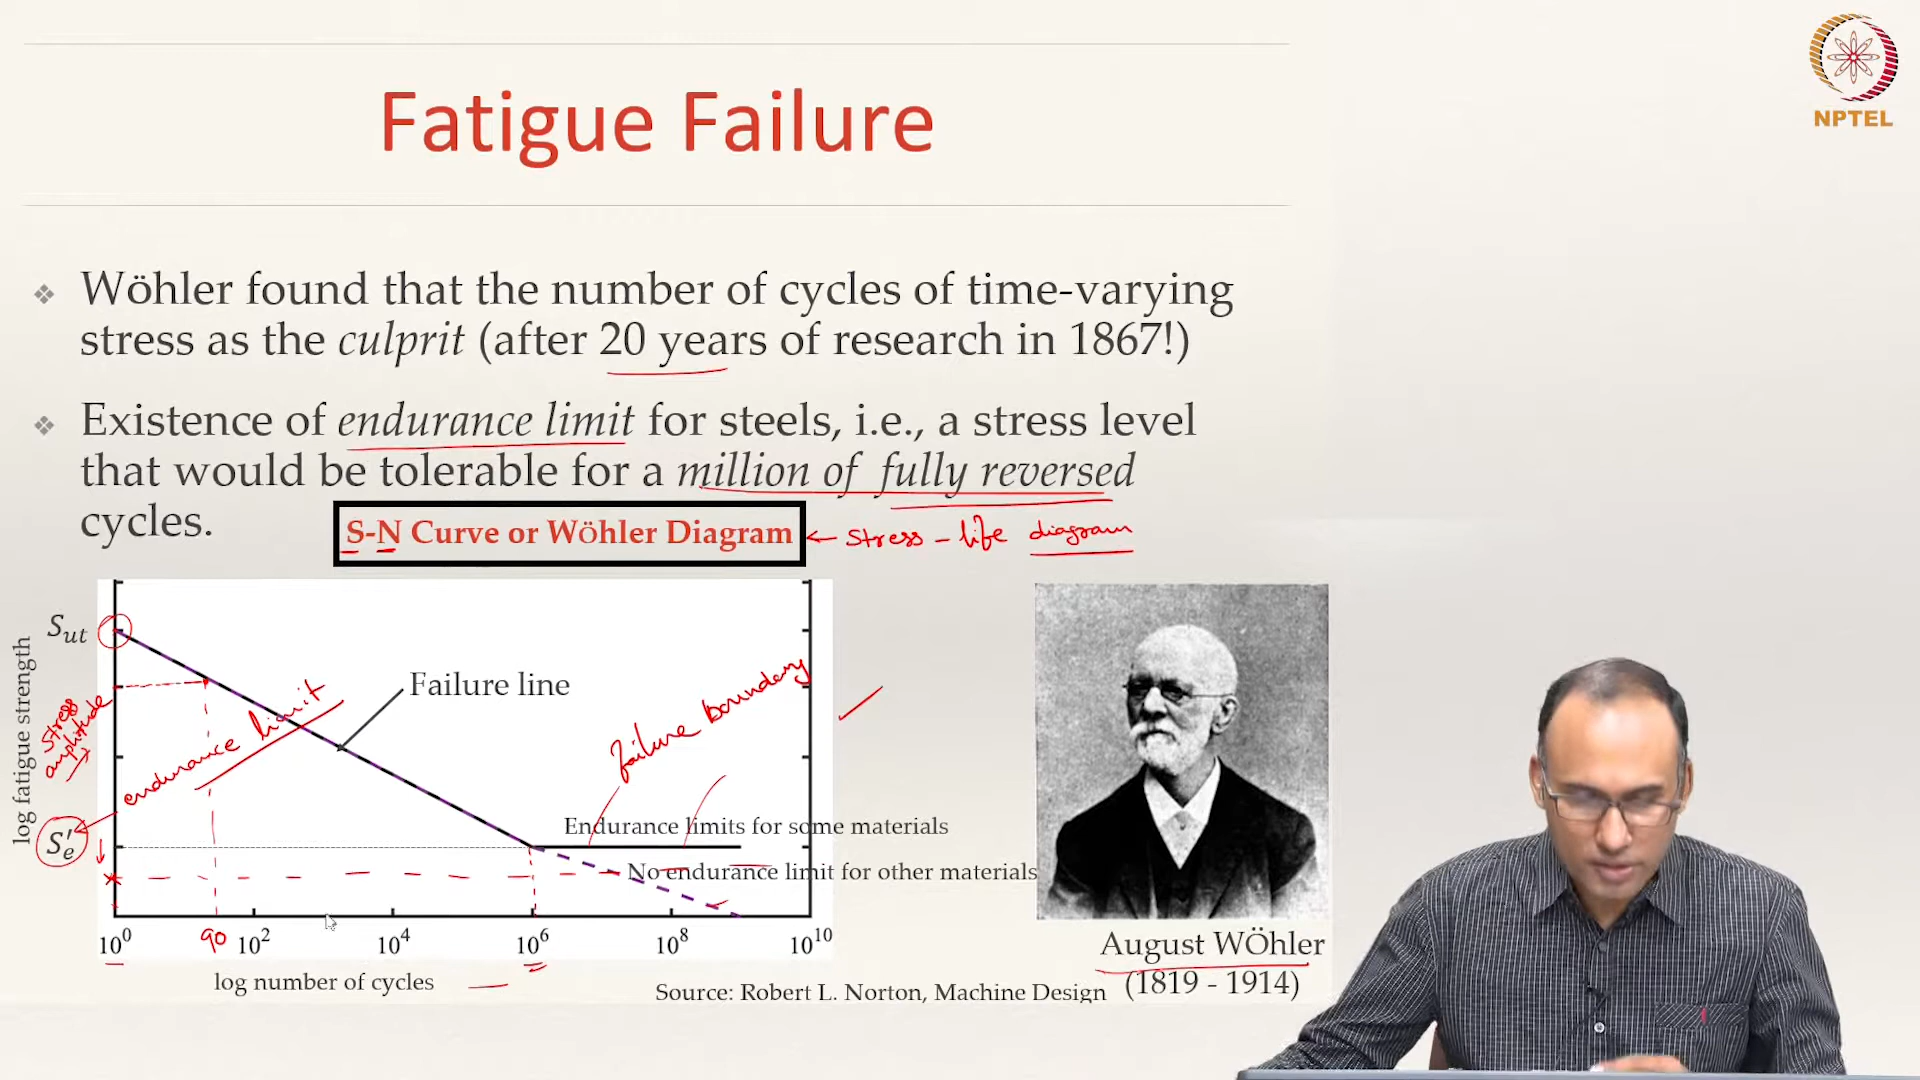 NPTEL
Fatigue Failure
Wöhler found that the number of cycles of time-varying
stress as the culprit (after 20 years of research in 1867!)
Existence of endurance limit for steels, i.e., a stress level
that would be tolerable for a million of fully reversed
cycles.
S-N Curve or Wöhler Diagram ← stress - life diagram
log fatigue strength
Sut
Stress
amplitude
endurance limit
Failure line
failure boundary
S'e
Endurance limits for some materials
No endurance limit for other materials
10^0 90 10^2 10^4 10^6 10^8 10^10
log number of cycles
Source: Robert L. Norton, Machine Design
August WÖhler
(1819 - 1914)